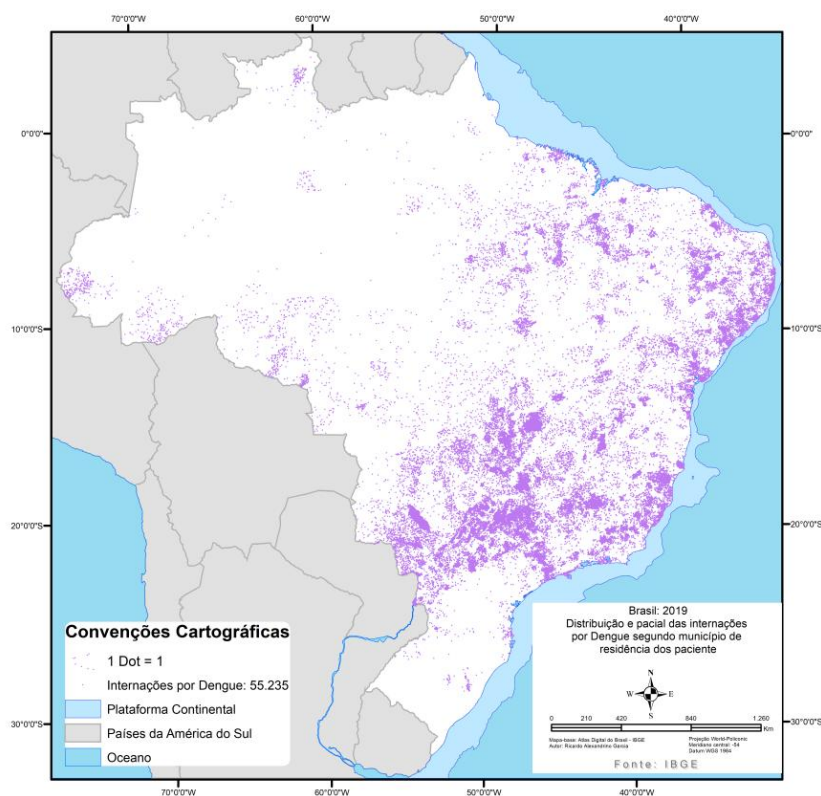 70°0'0"W 60°0'0"W 50°0'0"W 40°0'0"W
0°0'0" 0°0'0"
10°0'0"S 10°0'0"S
20°0'0"S 20°0'0"S
30°0'0"S 30°0'0"S
Convenções Cartográficas
1 Dot = 1
Internções por Dengue: 55.235
Plataforma Continental
Países da América do Sul
Oceano
Brasil: 2019
Distribuição e pacial das internações
por Dengue segundo município de
residência dos paciente
N
W E
S
0 210 420 840 1.260
Km
Mapa-base: Atlas Digital do Brasil - IBGE
Autor: Ricardo Alexandrino Garcia
Projeção World-Policonic
Meridiano central: -54
Datum WGS 1984
Fonte: IBGE
70°0'0"W 60°0'0"W 50°0'0"W 40°0'0"W